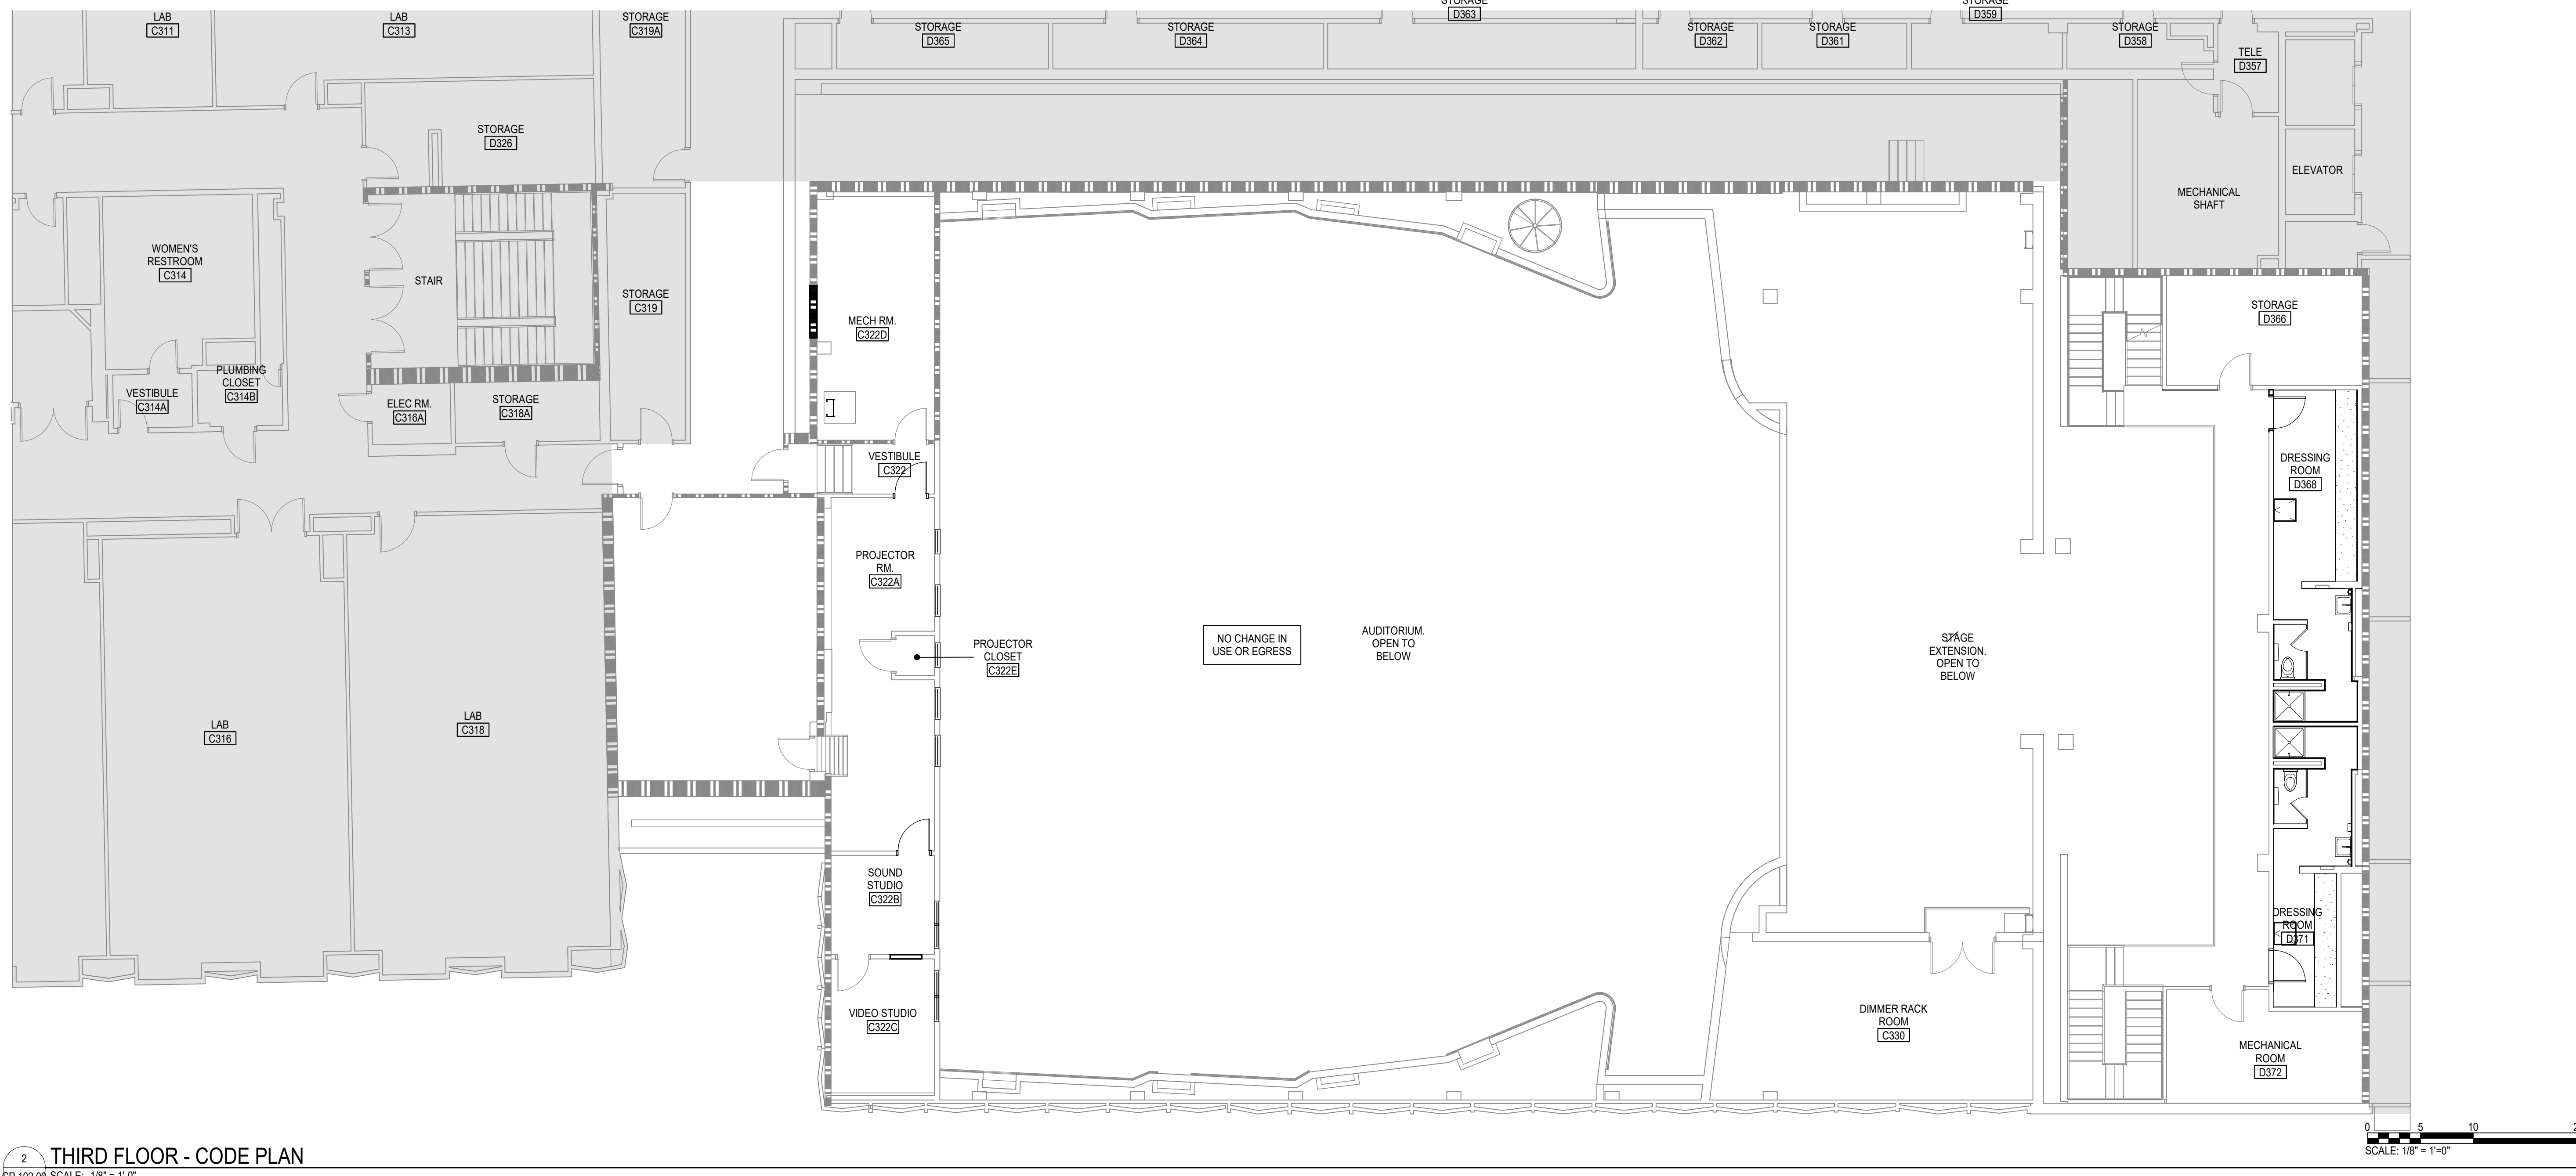 STORAGE
D363
STORAGE
D359
LAB
C311
LAB
C313
STORAGE
C319A
STORAGE
D365
STORAGE
D364
STORAGE
D362
STORAGE
D361
STORAGE
D358
TELE
D357
STORAGE
D326
ELEVATOR
MECHANICAL
SHAFT
WOMEN'S
RESTROOM
C314
STAIR
STORAGE
C319
MECH RM.
C322D
STORAGE
D366
PLUMBING
CLOSET
C314B
VESTIBULE
C314A
ELEC RM.
C316A
STORAGE
C318A
VESTIBULE
C322
DRESSING
ROOM
D368
PROJECTOR
RM.
C322A
PROJECTOR
CLOSET
C322E
NO CHANGE IN
USE OR EGRESS
AUDITORIUM.
OPEN TO
BELOW
STAGE
EXTENSION.
OPEN TO
BELOW
LAB
C316
LAB
C318
SOUND
STUDIO
C322B
DRESSING
ROOM
D371
VIDEO STUDIO
C322C
DIMMER RACK
ROOM
C330
MECHANICAL
ROOM
D372
0 5 10
SCALE: 1/8" = 1'=0"
2
THIRD FLOOR - CODE PLAN
SCALE: 1/8" = 1'-0"